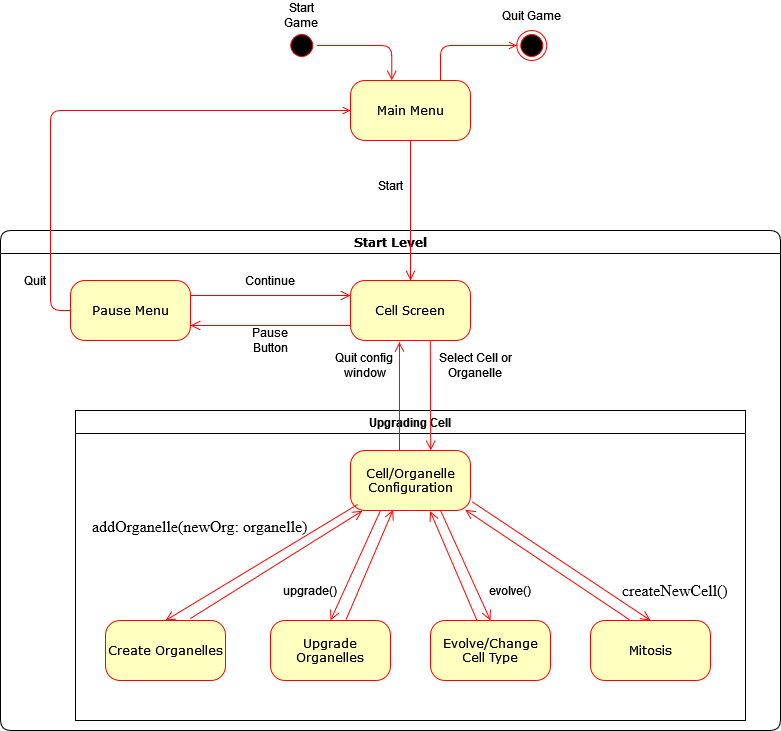 Start
Game
Quit Game
Main Menu
Start
Start Level
Quit
Pause Menu
Continue
Cell Screen
Pause
Button
Quit config
window
Select Cell or
Organelle
Upgrading Cell
Cell/Organelle
Configuration
addOrganelle(newOrg: organelle)
upgrade()
evolve()
createNewCell()
Create Organelles
Upgrade
Organelles
Evolve/Change
Cell Type
Mitosis